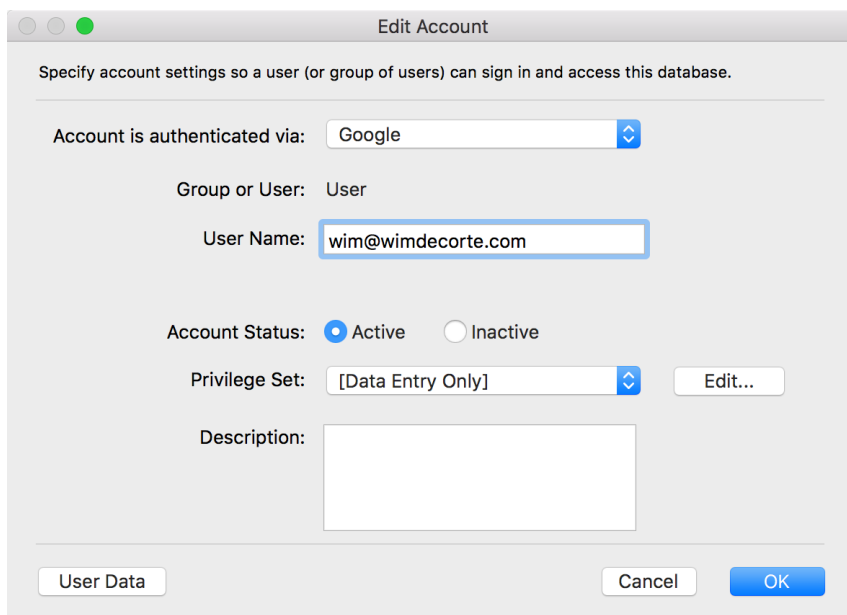 Edit Account
Specify account settings so a user (or group of users) can sign in and access this database.
Account is authenticated via: Google
Group or User: User
User Name: wim@wimdecorte.com
Account Status: Active Inactive
Privilege Set: [Data Entry Only] Edit...
Description:
User Data Cancel OK